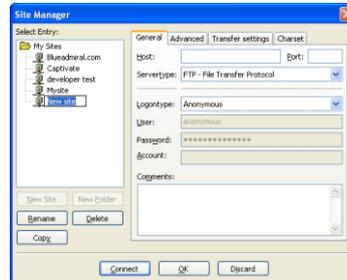 Site Manager
Select Entry:
My Sites
Blueadmiral.com
Captivate
developer test
Mysite
New site
New Site
New Folder
Rename
Delete
Copy
General
Advanced
Transfer settings
Charset
Host:
Port:
Servertype:
FTP - File Transfer Protocol
Logontype:
Anonymous
User:
anonymous
Password:
Account:
Comments:
Connect
OK
Discard